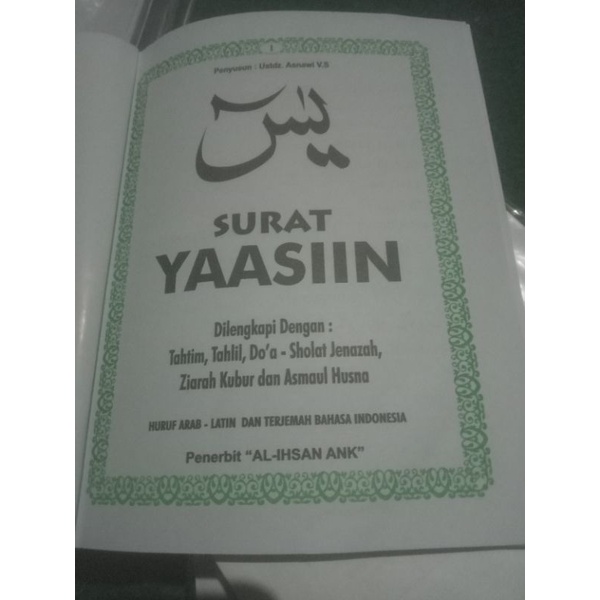 1
Penyusun : Ustdz. Asnawi V.S
يس
SURAT
YAASIIN
Dilengkapi Dengan :
Tahtim, Tahlil, Do'a - Sholat Jenazah,
Ziarah Kubur dan Asmaul Husna
HURUF ARAB - LATIN DAN TERJEMAH BAHASA INDONESIA
Penerbit "AL-IHSAN ANK"